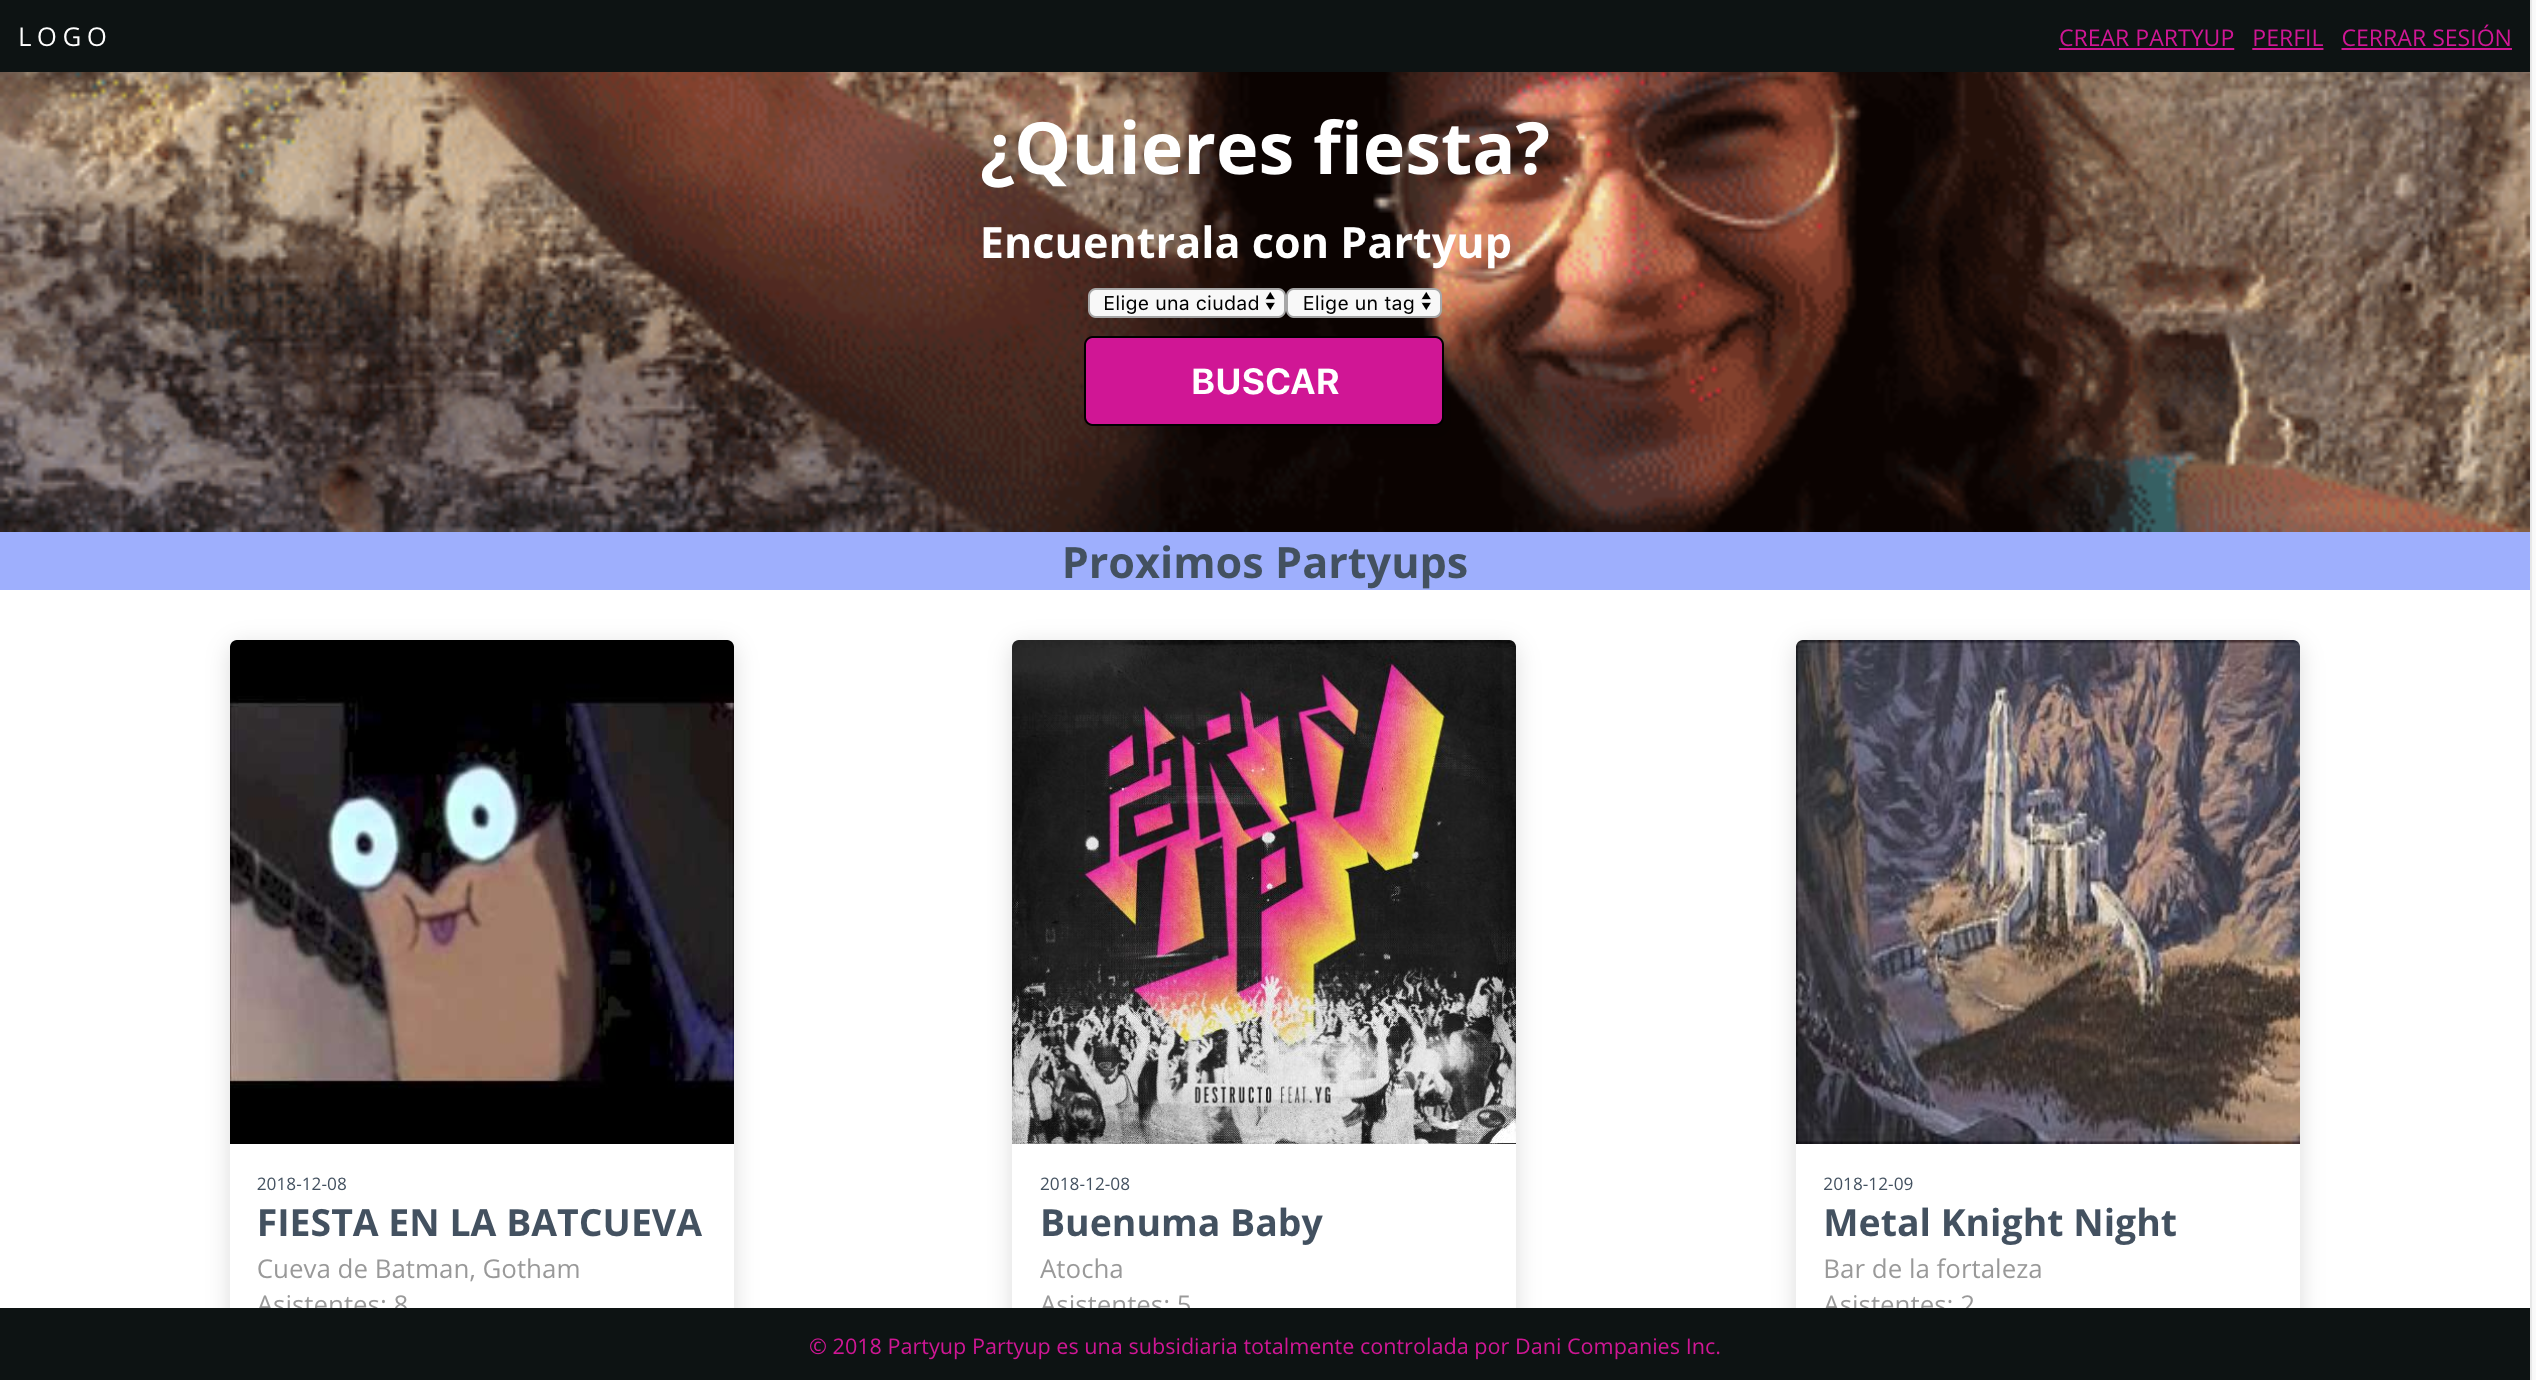 LOGO
CREAR PARTYUP PERFIL CERRAR SESIÓN
¿Quieres fiesta?
Encuentrala con Partyup
Elige una ciudad Elige un tag
BUSCAR
Proximos Partyups
PARTY
UP
DESTRUCTO FEAT. YG
2018-12-08
FIESTA EN LA BATCUEVA
Cueva de Batman, Gotham
Asistentes: 8
2018-12-08
Buenuma Baby
Atocha
Asistentes: 5
2018-12-09
Metal Knight Night
Bar de la fortaleza
Asistentes: 2
© 2018 Partyup Partyup es una subsidiaria totalmente controlada por Dani Companies Inc.